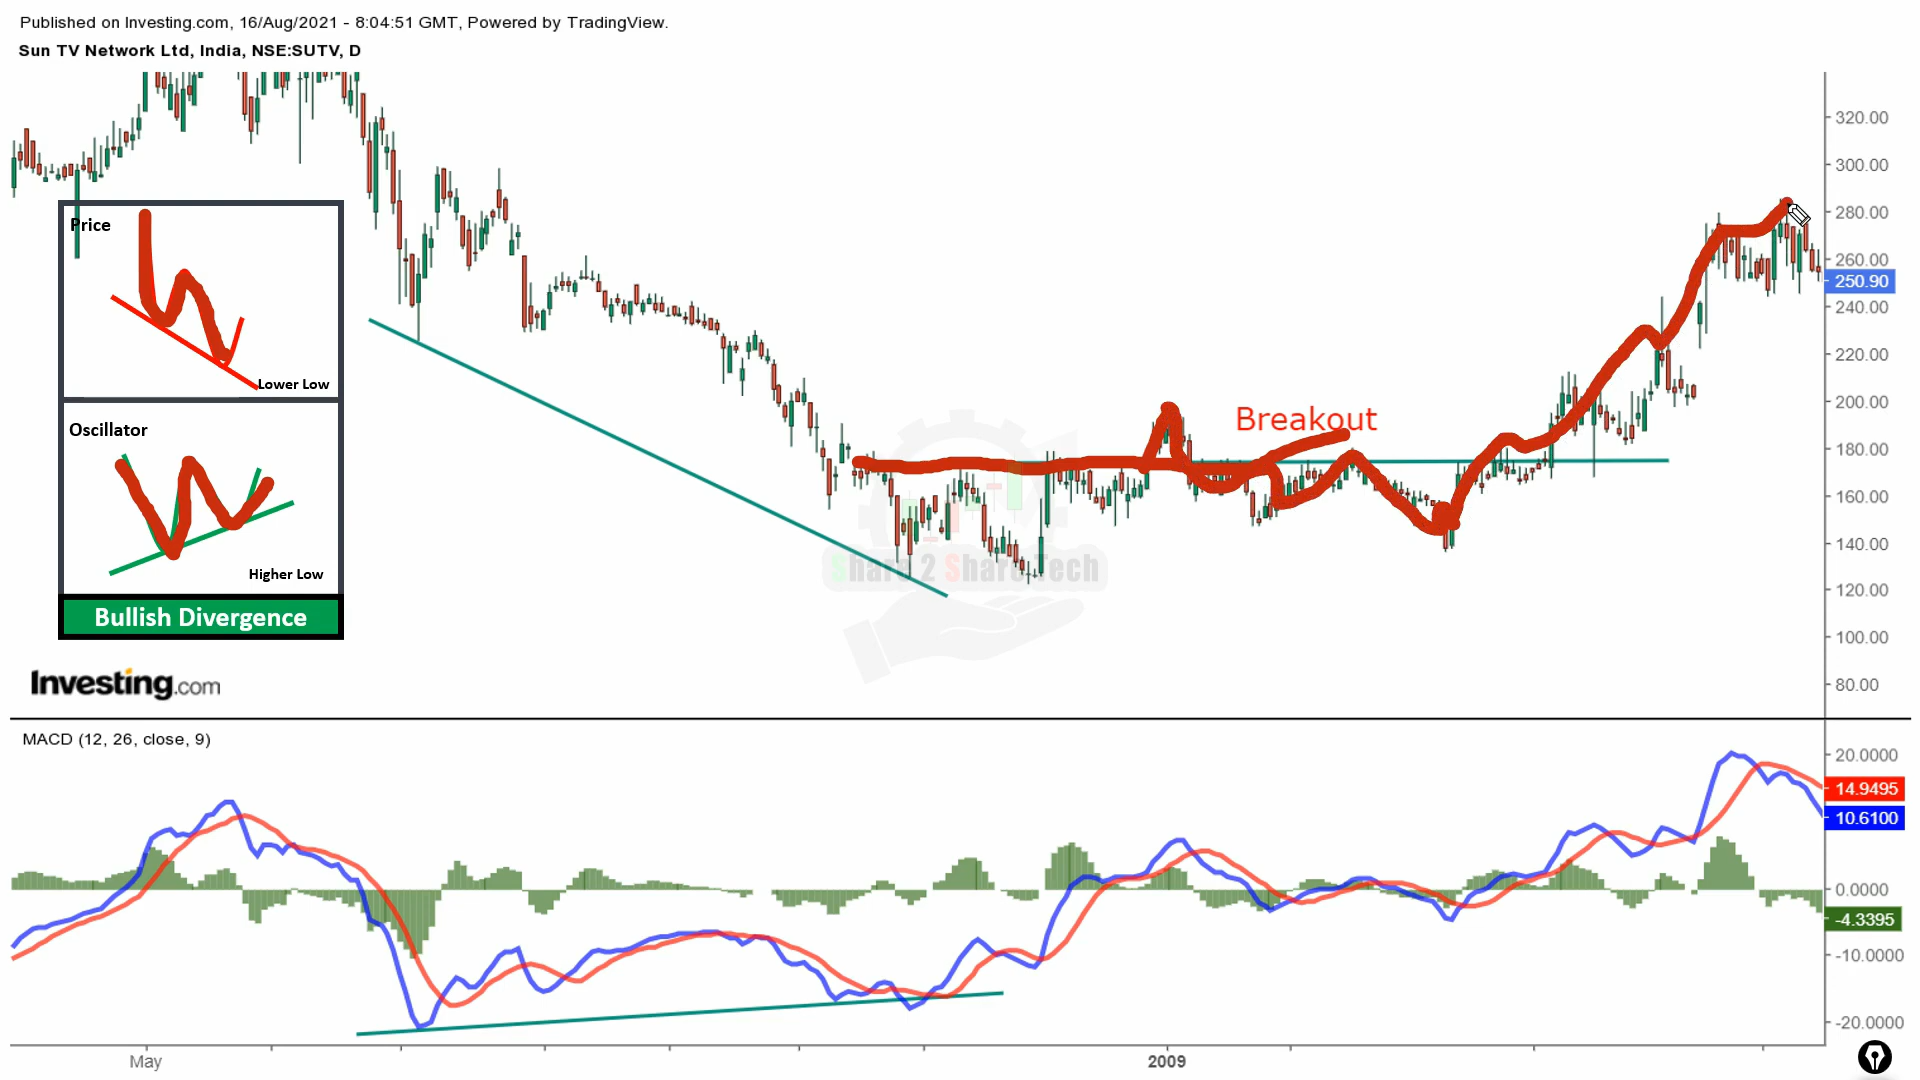 Published on Investing.com, 16/Aug/2021 - 8:04:51 GMT, Powered by TradingView.
Sun TV Network Ltd, India, NSE:SUTV, D
320.00
300.00
280.00
260.00
250.90
240.00
220.00
200.00
180.00
160.00
140.00
120.00
100.00
80.00
Price
Lower Low
Oscillator
Higher Low
Bullish Divergence
Breakout
Share 2 Share Tech
Investing.com
MACD (12, 26, close, 9)
20.0000
14.9495
10.6100
0.0000
-4.3395
-10.0000
-20.0000
May
2009